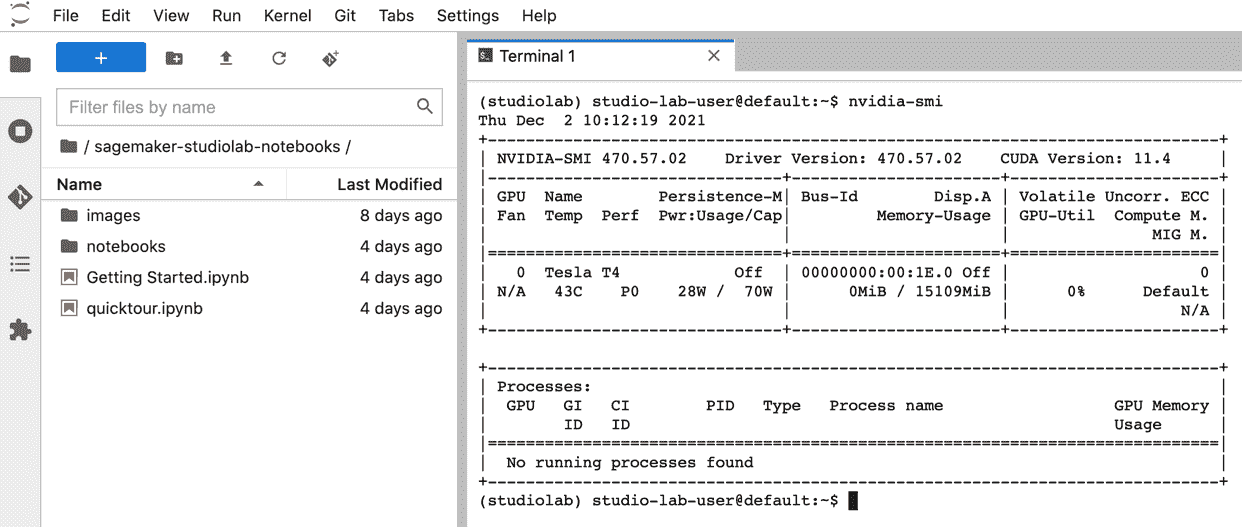 File Edit View Run Kernel Git Tabs Settings Help
+
Filter files by name
/ sagemaker-studiolab-notebooks /
Name Last Modified
images 8 days ago
notebooks 4 days ago
Getting Started.ipynb 4 days ago
quicktour.ipynb 4 days ago
Terminal 1
(studiolab) studio-lab-user@default:~$ nvidia-smi
Thu Dec  2 10:12:19 2021
+-----------------------------------------------------------------------------+
| NVIDIA-SMI 470.57.02    Driver Version: 470.57.02    CUDA Version: 11.4     |
|-------------------------------+----------------------+----------------------+
| GPU  Name        Persistence-M| Bus-Id        Disp.A | Volatile Uncorr. ECC |
| Fan  Temp  Perf  Pwr:Usage/Cap|         Memory-Usage | GPU-Util  Compute M. |
|                               |                      |               MIG M. |
|===============================+======================+======================|
|   0  Tesla T4            Off  | 00000000:00:1E.0 Off |                    0 |
| N/A   43C    P0    28W /  70W |      0MiB / 15109MiB |      0%      Default |
|                               |                      |                  N/A |
+-------------------------------+----------------------+----------------------+
+-----------------------------------------------------------------------------+
| Processes:                                                                  |
|  GPU   GI   CI        PID   Type   Process name                  GPU Memory |
|        ID   ID                                                   Usage      |
|=============================================================================|
|  No running processes found                                                 |
+-----------------------------------------------------------------------------+
(studiolab) studio-lab-user@default:~$